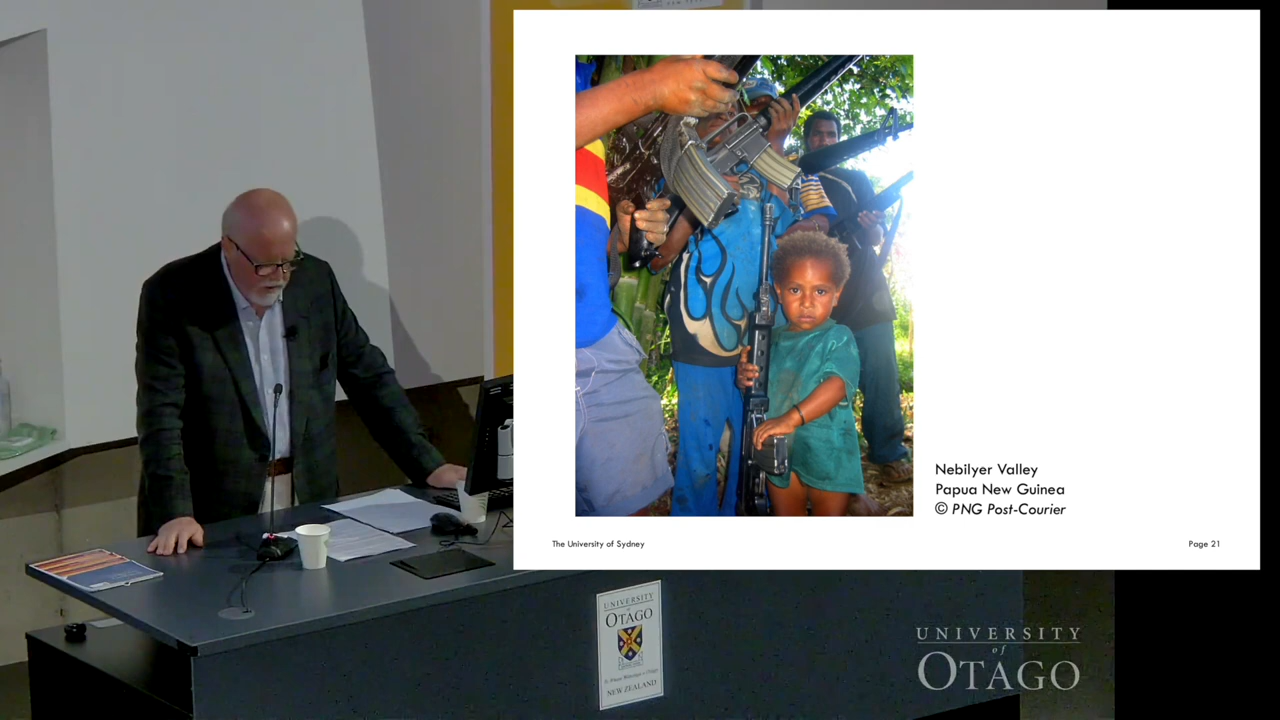 Nebilyer Valley
Papua New Guinea
© PNG Post-Courier
The University of Sydney
Page 21
UNIVERSITY
of
OTAGO
NEW ZEALAND
UNIVERSITY
of
OTAGO